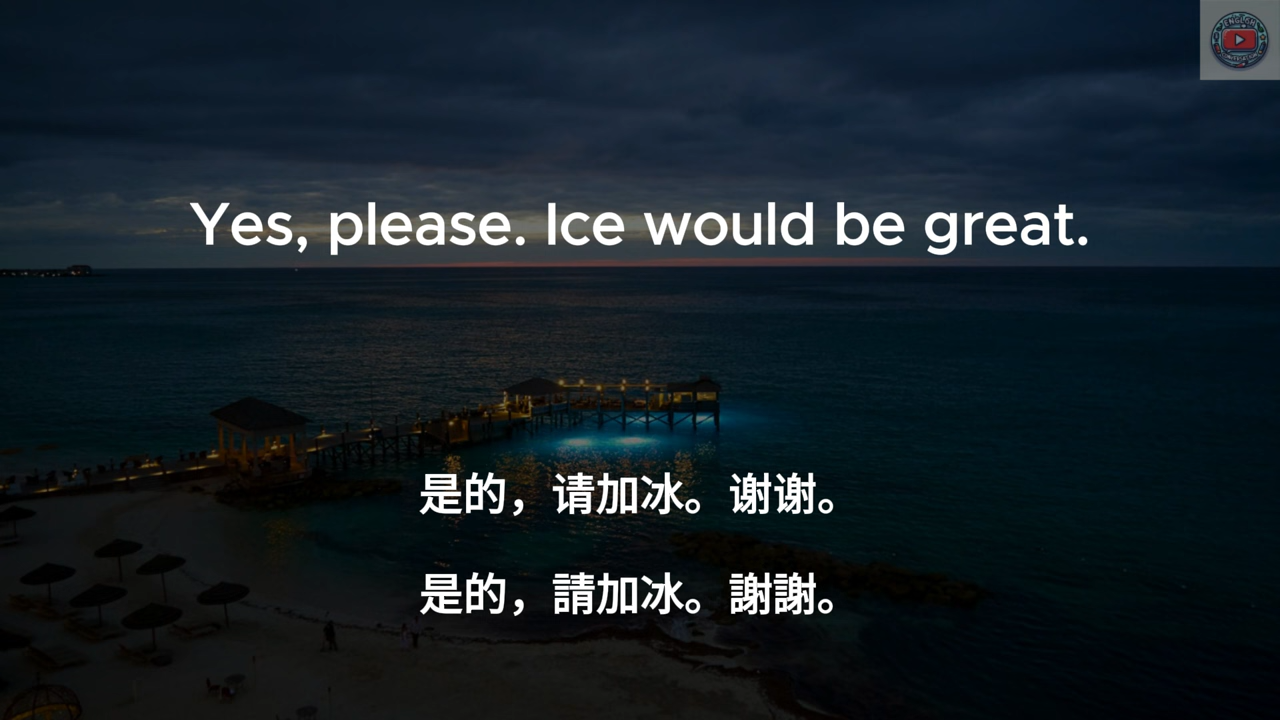 Yes, please. Ice would be great.
是的，请加冰。谢谢。
是的，請加冰。謝謝。